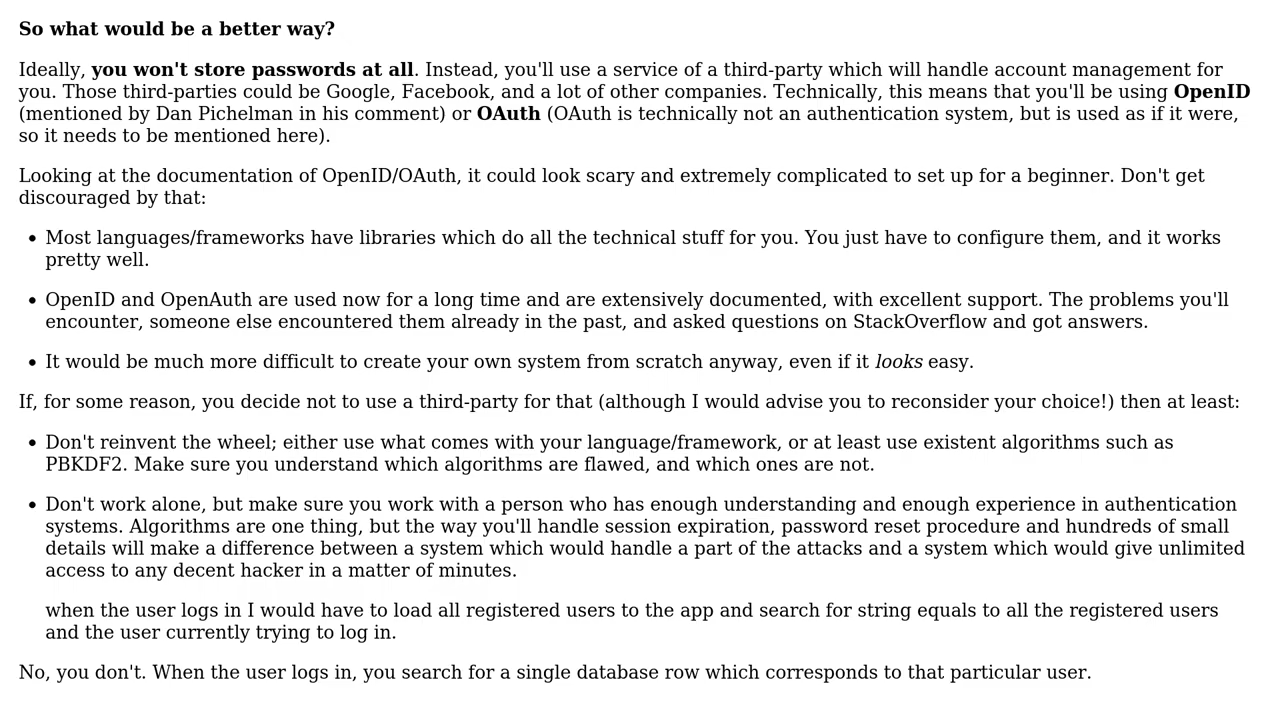 So what would be a better way?
Ideally, you won't store passwords at all. Instead, you'll use a service of a third-party which will handle account management for
you. Those third-parties could be Google, Facebook, and a lot of other companies. Technically, this means that you'll be using OpenID
(mentioned by Dan Pichelman in his comment) or OAuth (OAuth is technically not an authentication system, but is used as if it were,
so it needs to be mentioned here).
Looking at the documentation of OpenID/OAuth, it could look scary and extremely complicated to set up for a beginner. Don't get
discouraged by that:
• Most languages/frameworks have libraries which do all the technical stuff for you. You just have to configure them, and it works
pretty well.
• OpenID and OpenAuth are used now for a long time and are extensively documented, with excellent support. The problems you'll
encounter, someone else encountered them already in the past, and asked questions on StackOverflow and got answers.
• It would be much more difficult to create your own system from scratch anyway, even if it looks easy.
If, for some reason, you decide not to use a third-party for that (although I would advise you to reconsider your choice!) then at least:
• Don't reinvent the wheel; either use what comes with your language/framework, or at least use existent algorithms such as
PBKDF2. Make sure you understand which algorithms are flawed, and which ones are not.
• Don't work alone, but make sure you work with a person who has enough understanding and enough experience in authentication
systems. Algorithms are one thing, but the way you'll handle session expiration, password reset procedure and hundreds of small
details will make a difference between a system which would handle a part of the attacks and a system which would give unlimited
access to any decent hacker in a matter of minutes.
when the user logs in I would have to load all registered users to the app and search for string equals to all the registered users
and the user currently trying to log in.
No, you don't. When the user logs in, you search for a single database row which corresponds to that particular user.